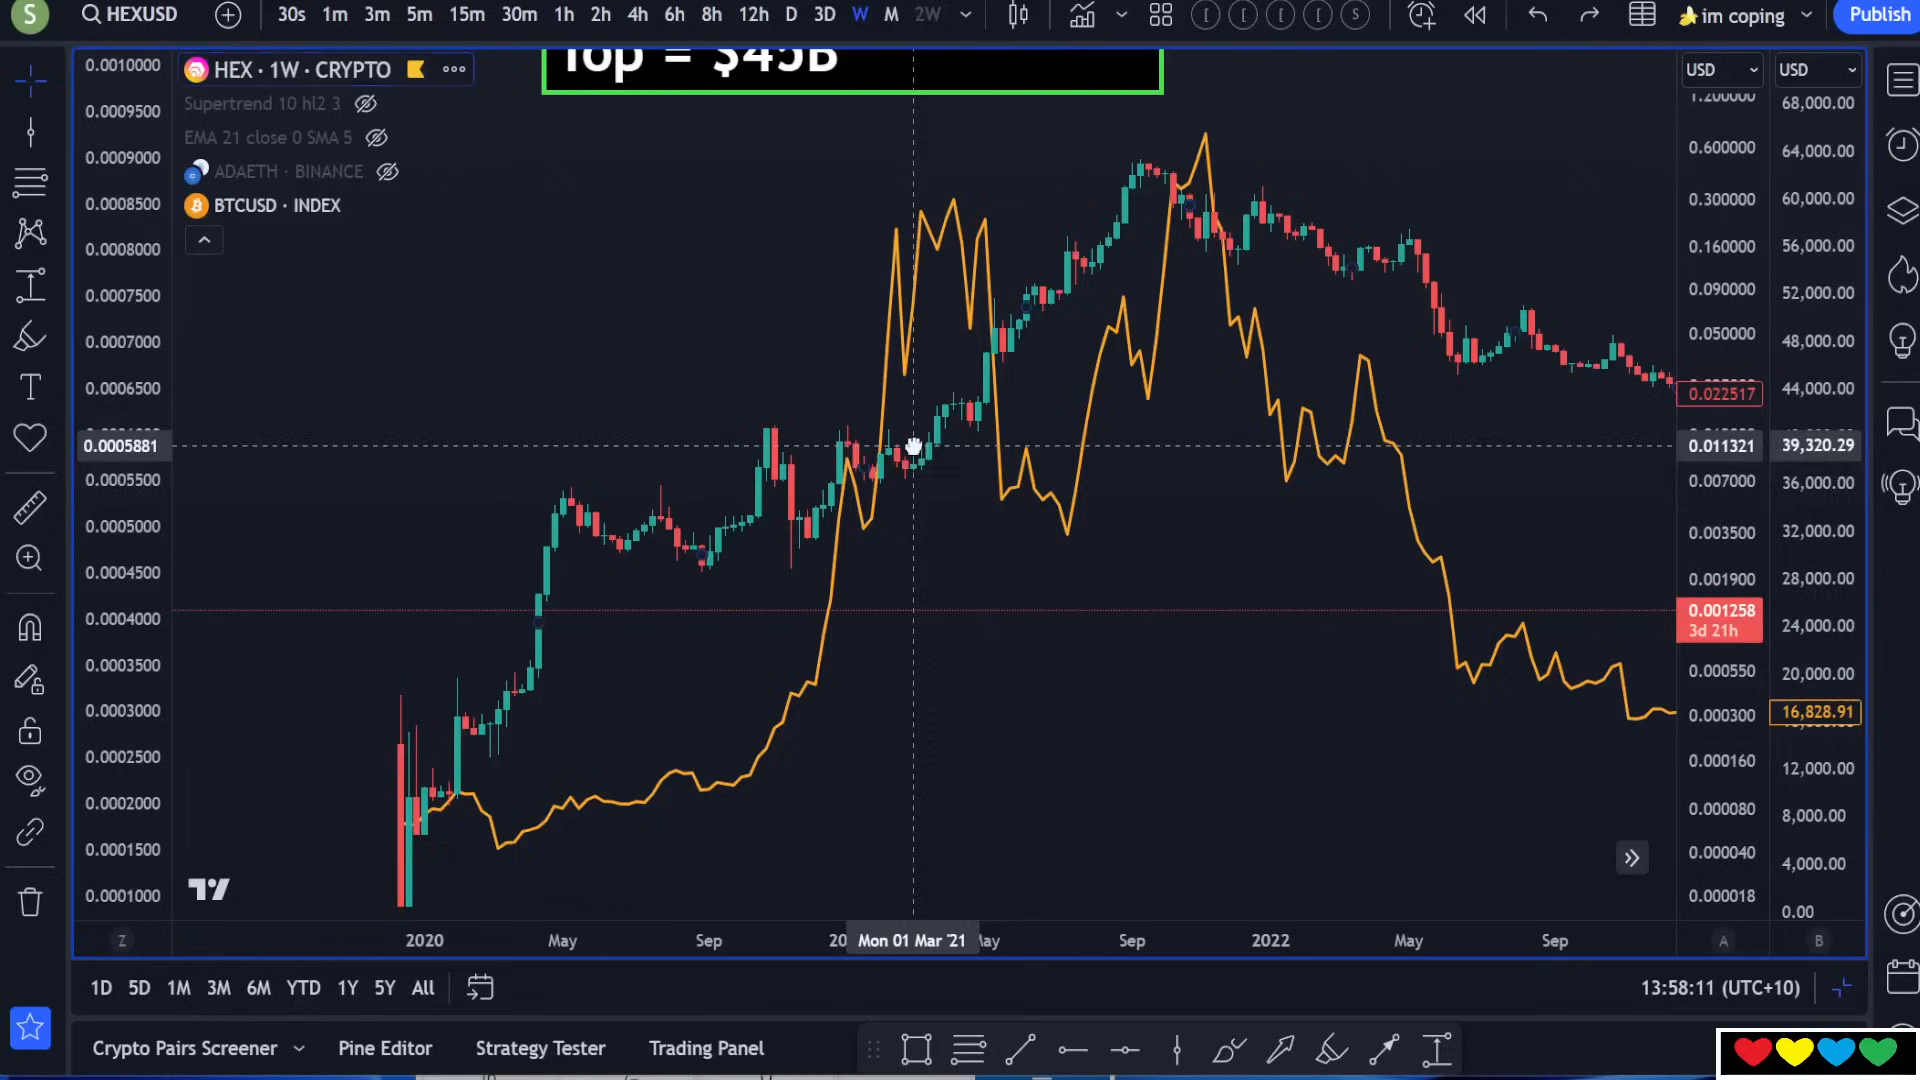 S
HEXUSD
30s 1m 3m 5m 15m 30m 1h 2h 4h 6h 8h 12h D 3D W M 2W
S
im coping
Publish
Top = $45B
HEX · 1W · CRYPTO
Supertrend 10 hl2 3
EMA 21 close 0 SMA 5
ADAETH · BINANCE
BTCUSD · INDEX
0.0010000
0.0009500
0.0009000
0.0008500
0.0008000
0.0007500
0.0007000
0.0006500
0.0005881
0.0005500
0.0005000
0.0004500
0.0004000
0.0003500
0.0003000
0.0002500
0.0002000
0.0001500
0.0001000
USD
1.200000
0.600000
0.300000
0.160000
0.090000
0.050000
0.022517
0.011321
0.007000
0.003500
0.001900
0.001258
3d 21h
0.000550
0.000300
0.000160
0.000080
0.000040
0.000018
USD
68,000.00
64,000.00
60,000.00
56,000.00
52,000.00
48,000.00
44,000.00
39,320.29
36,000.00
32,000.00
28,000.00
24,000.00
20,000.00
16,828.91
12,000.00
8,000.00
4,000.00
0.00
Z 2020 May Sep 20 Mon 01 Mar '21 May Sep 2022 May Sep A B
1D 5D 1M 3M 6M YTD 1Y 5Y All
13:58:11 (UTC+10)
Crypto Pairs Screener Pine Editor Strategy Tester Trading Panel